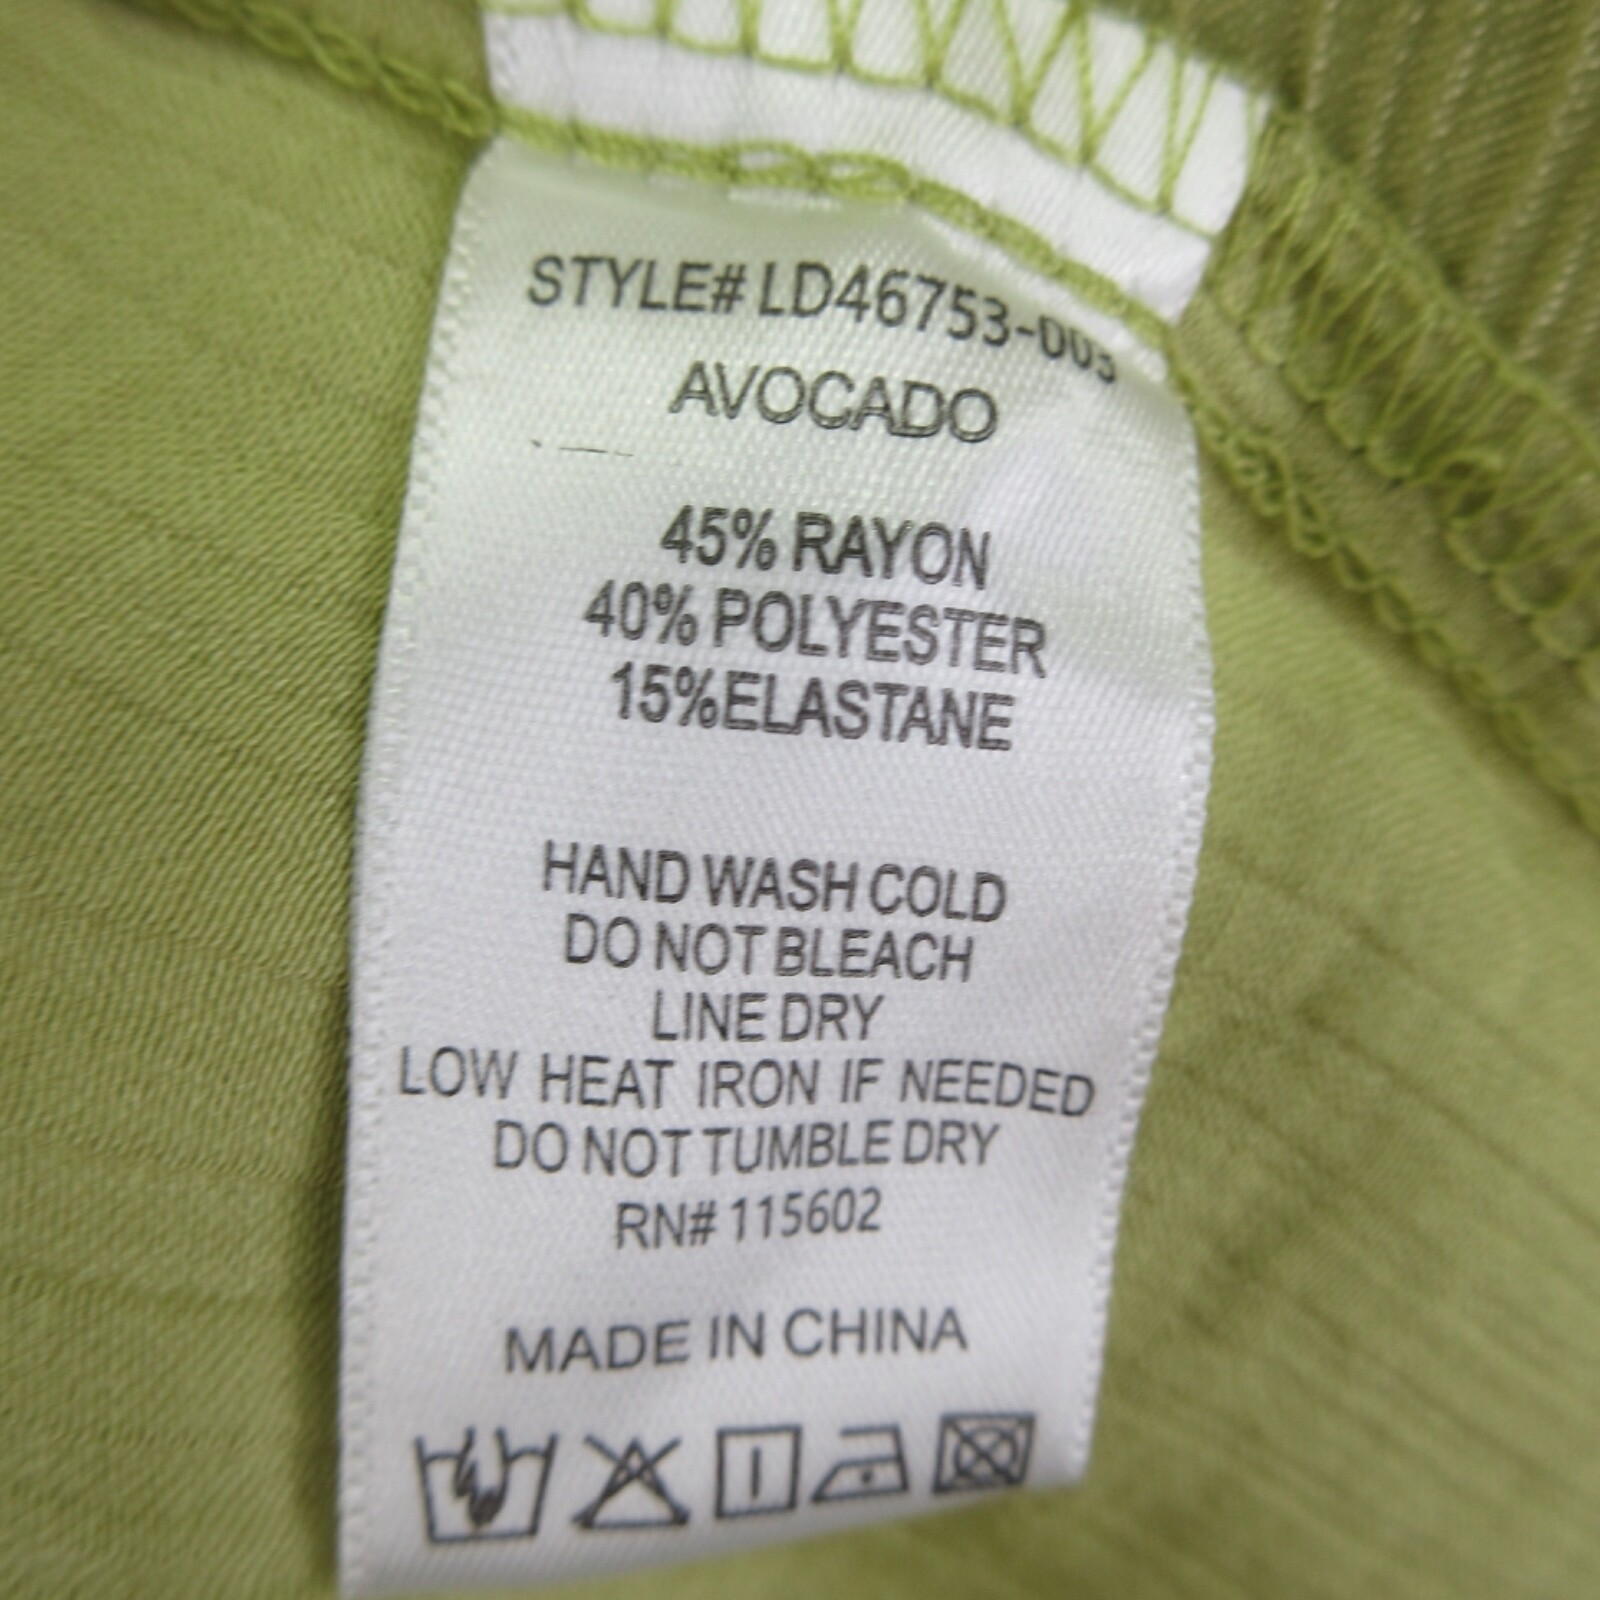 STYLE# LD46753-003
AVOCADO
45% RAYON
40% POLYESTER
15%ELASTANE
HAND WASH COLD
DO NOT BLEACH
LINE DRY
LOW HEAT IRON IF NEEDED
DO NOT TUMBLE DRY
RN# 115602
MADE IN CHINA